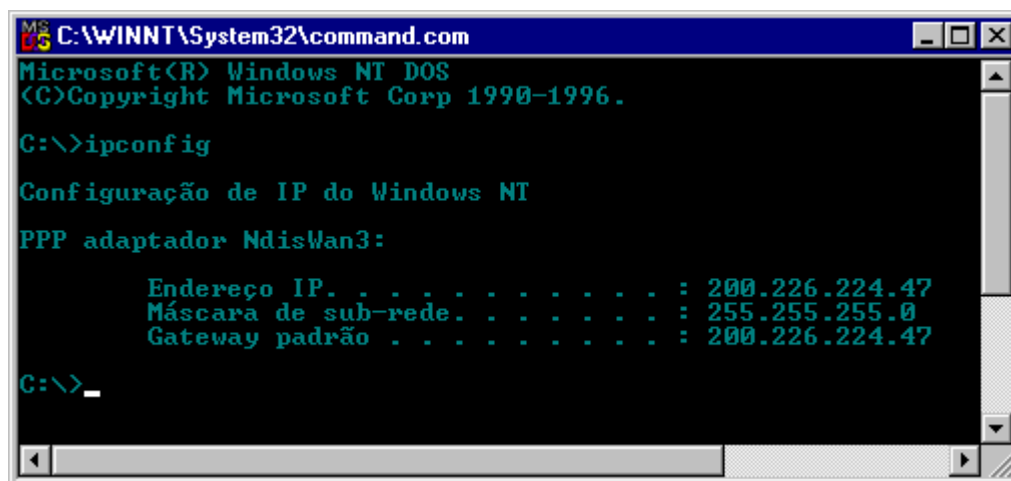 MS DOS
C:\WINNT\System32\command.com
Microsoft(R) Windows NT DOS
(C)Copyright Microsoft Corp 1990-1996.
C:\>ipconfig
Configuração de IP do Windows NT
PPP adaptador NdisWan3:
Endereço IP. . . . . . . . . . . : 200.226.224.47
Máscara de sub-rede. . . . . . . : 255.255.255.0
Gateway padrão . . . . . . . . . : 200.226.224.47
C:\>